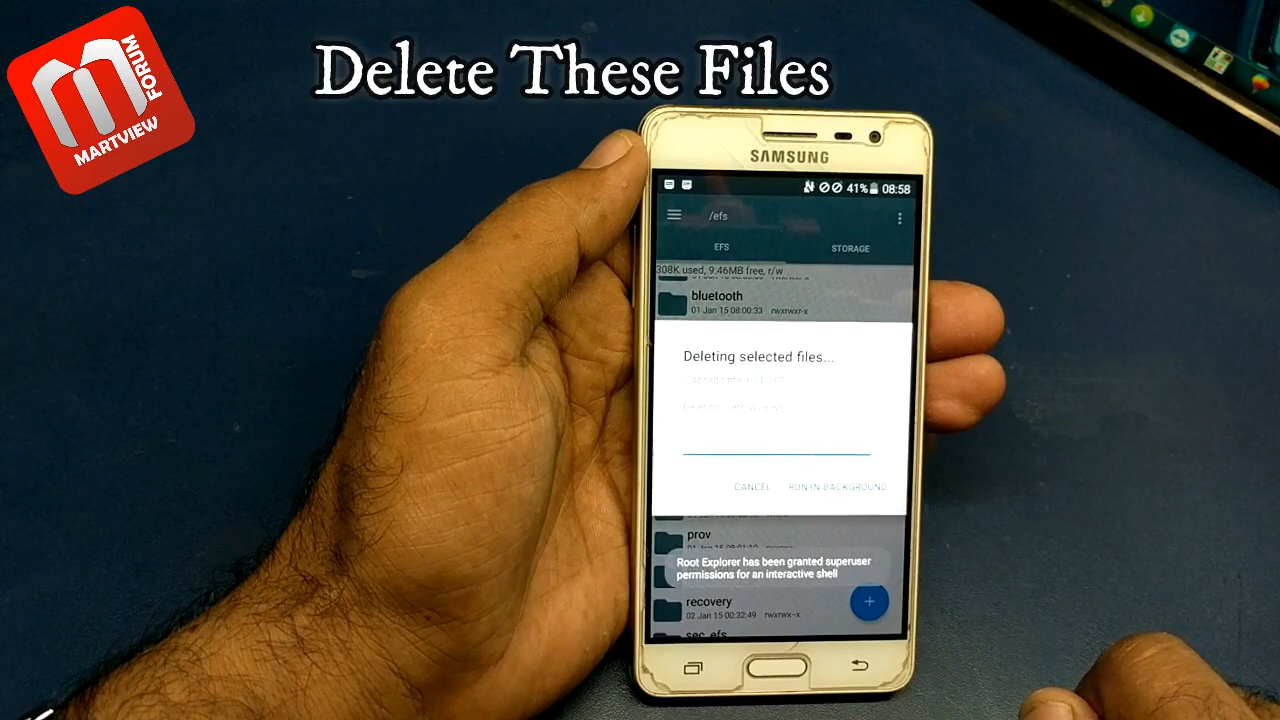 Delete These Files
MARTVIEW
FORUM
SAMSUNG
41% 08:58
/efs
EFS
STORAGE
308K used, 9.46MB free, r/w
bluetooth
01 Jan 15 08:00:33 rwxrwxr-x
Deleting selected files...
CANCEL
RUN IN BACKGROUND
prov
Root Explorer has been granted superuser
permissions for an interactive shell
recovery
02 Jan 15 00:32:49 rwxrwx--x
sec_efs